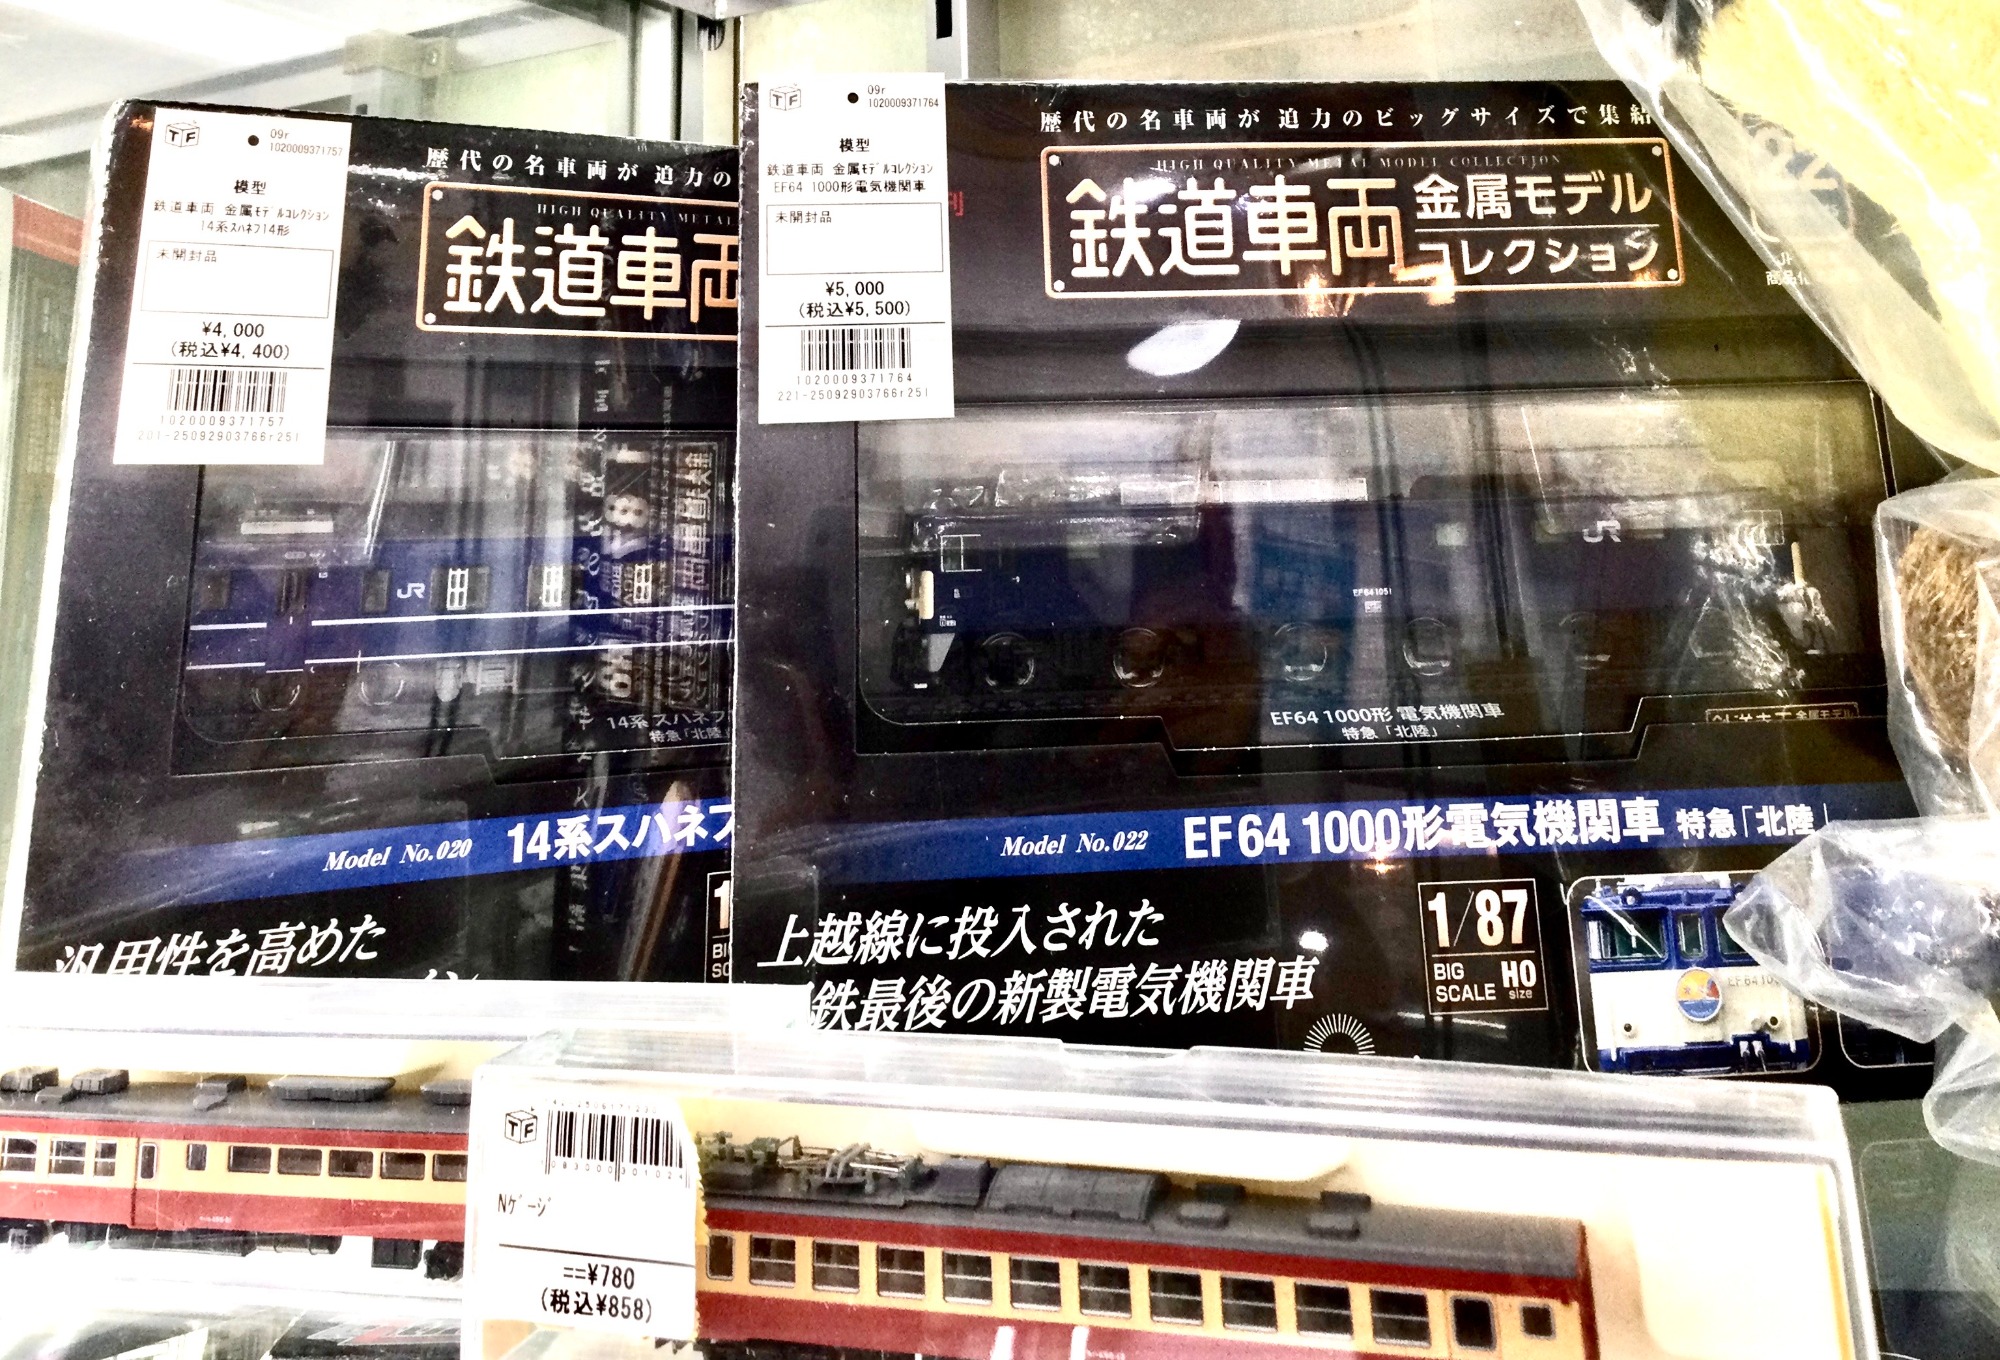 TF
09r
1020009371757
模型
鉄道車両 金属ﾓﾃﾞﾙｺﾚｸｼｮﾝ
14系ｽﾊﾈﾌ14形
未開封品
¥4,000
(税込¥4,400)
1020009371757
201-25092903766r251
歴代の名車両が 迫力の
HIGH QUALITY METAL
鉄道車両
JR
14系 スハネフ
特急「北陸
Model No.020
14系スハネフ
汎用性を高めた
TF
09r
1020009371764
模型
鉄道車両 金属ﾓﾃﾞﾙｺﾚｸｼｮﾝ
EF64 1000形電気機関車
未開封品
¥5,000
(税込¥5,500)
1020009371764
221-25092903766r251
歴代の名車両が 迫力のビッグサイズで集結
HIGH QUALITY METAL MODEL COLLECTION
鉄道車両 金属モデル
コレクション
JR
EF641051
EF64 1000形 電気機関車
特急「北陸」
Model No.022
EF64 1000形電気機関車 特急「北陸」
上越線に投入された
鉄最後の新製電気機関車
1/87
BIG
SCALE HO
size
TF
Nｹﾞｰｼﾞ
==¥780
(税込¥858)